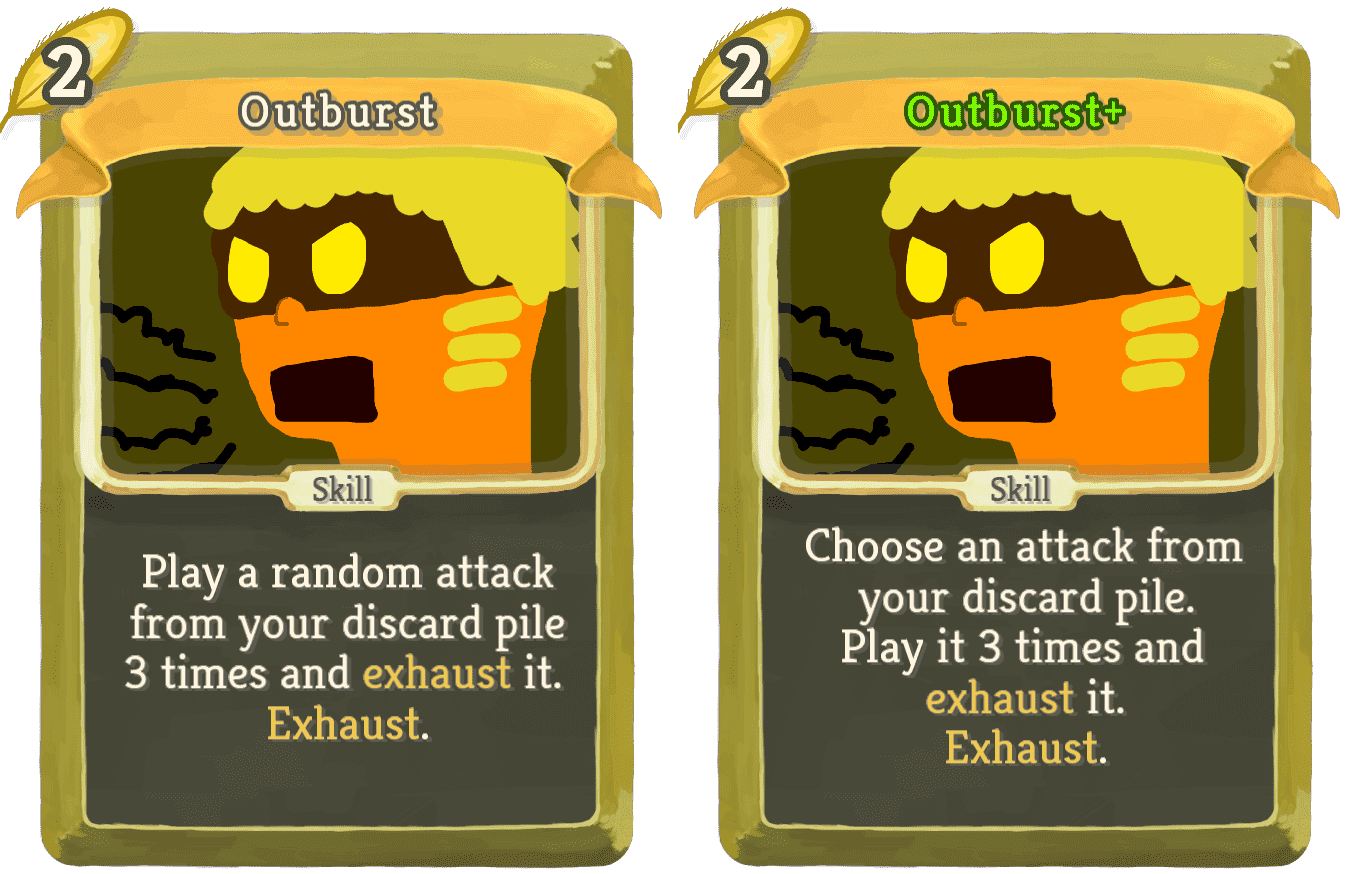 2
Outburst
Skill
Play a random attack
from your discard pile
3 times and exhaust it.
Exhaust.
2
Outburst+
Skill
Choose an attack from
your discard pile.
Play it 3 times and
exhaust it.
Exhaust.